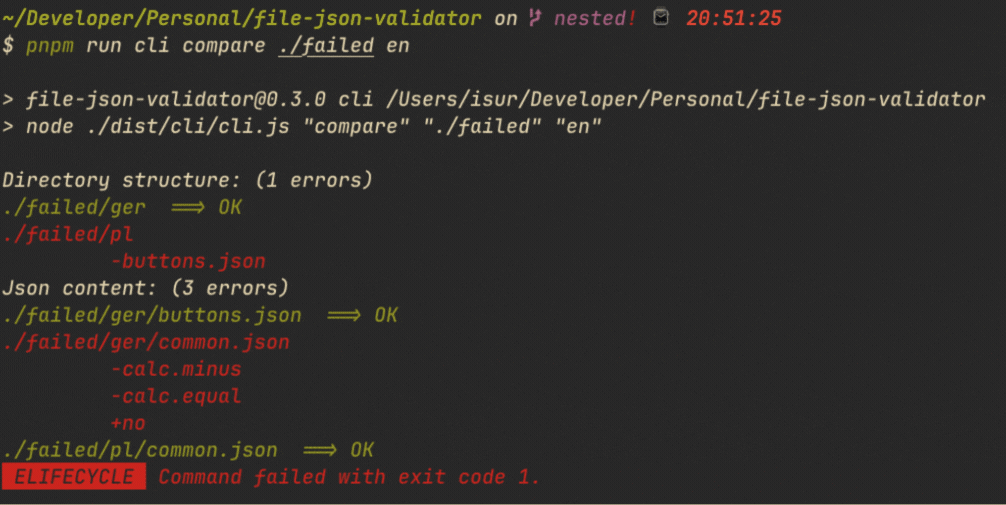 ~/Developer/Personal/file-json-validator on nested! 20:51:25
$ pnpm run cli compare ./failed en
> file-json-validator@0.3.0 cli /Users/isur/Developer/Personal/file-json-validator
> node ./dist/cli/cli.js "compare" "./failed" "en"
Directory structure: (1 errors)
./failed/ger ==> OK
./failed/pl
-buttons.json
Json content: (3 errors)
./failed/ger/buttons.json ==> OK
./failed/ger/common.json
-calc.minus
-calc.equal
+no
./failed/pl/common.json ==> OK
ELIFECYCLE Command failed with exit code 1.